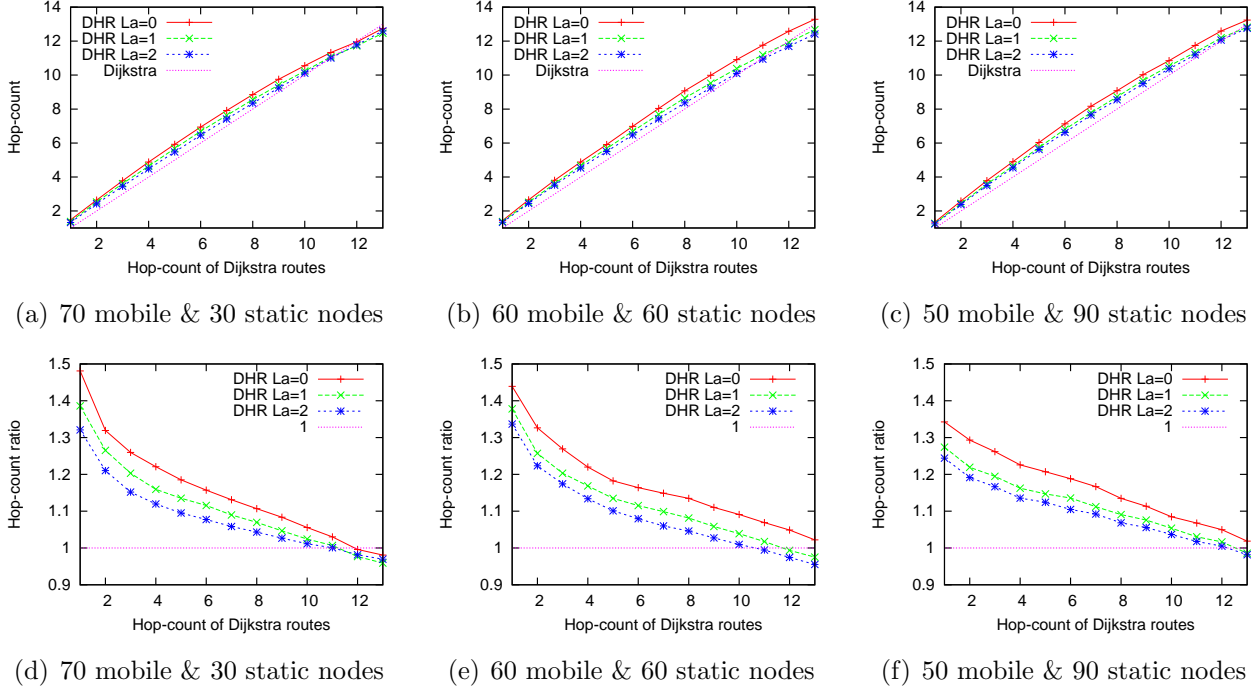 14
12
10
8
6
4
2
Hop-count
DHR La=0
DHR La=1
DHR La=2
Dijkstra
2 4 6 8 10 12
Hop-count of Dijkstra routes
(a) 70 mobile & 30 static nodes
14
12
10
8
6
4
2
Hop-count
DHR La=0
DHR La=1
DHR La=2
Dijkstra
2 4 6 8 10 12
Hop-count of Dijkstra routes
(b) 60 mobile & 60 static nodes
14
12
10
8
6
4
2
Hop-count
DHR La=0
DHR La=1
DHR La=2
Dijkstra
2 4 6 8 10 12
Hop-count of Dijkstra routes
(c) 50 mobile & 90 static nodes
1.5
1.4
1.3
1.2
1.1
1
0.9
Hop-count ratio
DHR La=0
DHR La=1
DHR La=2
1
2 4 6 8 10 12
Hop-count of Dijkstra routes
(d) 70 mobile & 30 static nodes
1.5
1.4
1.3
1.2
1.1
1
0.9
Hop-count ratio
DHR La=0
DHR La=1
DHR La=2
1
2 4 6 8 10 12
Hop-count of Dijkstra routes
(e) 60 mobile & 60 static nodes
1.5
1.4
1.3
1.2
1.1
1
0.9
Hop-count ratio
DHR La=0
DHR La=1
DHR La=2
1
2 4 6 8 10 12
Hop-count of Dijkstra routes
(f) 50 mobile & 90 static nodes